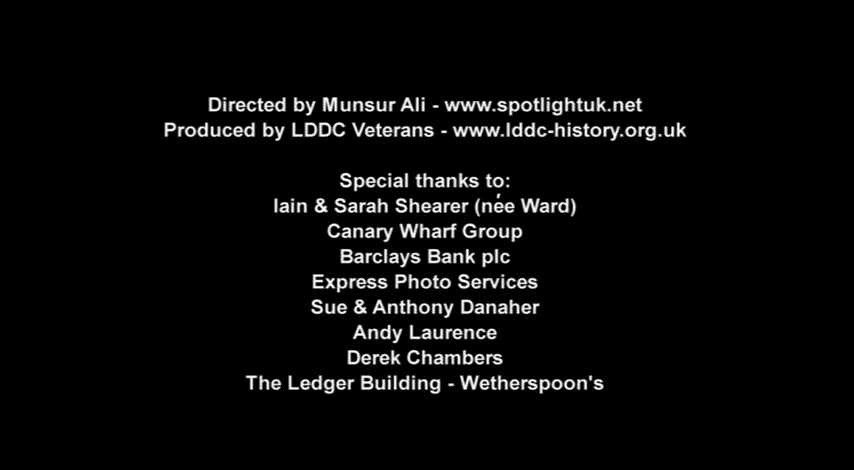 Directed by Munsur Ali - www.spotlightuk.net
Produced by LDDC Veterans - www.lddc-history.org.uk
Special thanks to:
Iain & Sarah Shearer (née Ward)
Canary Wharf Group
Barclays Bank plc
Express Photo Services
Sue & Anthony Danaher
Andy Laurence
Derek Chambers
The Ledger Building - Wetherspoon's